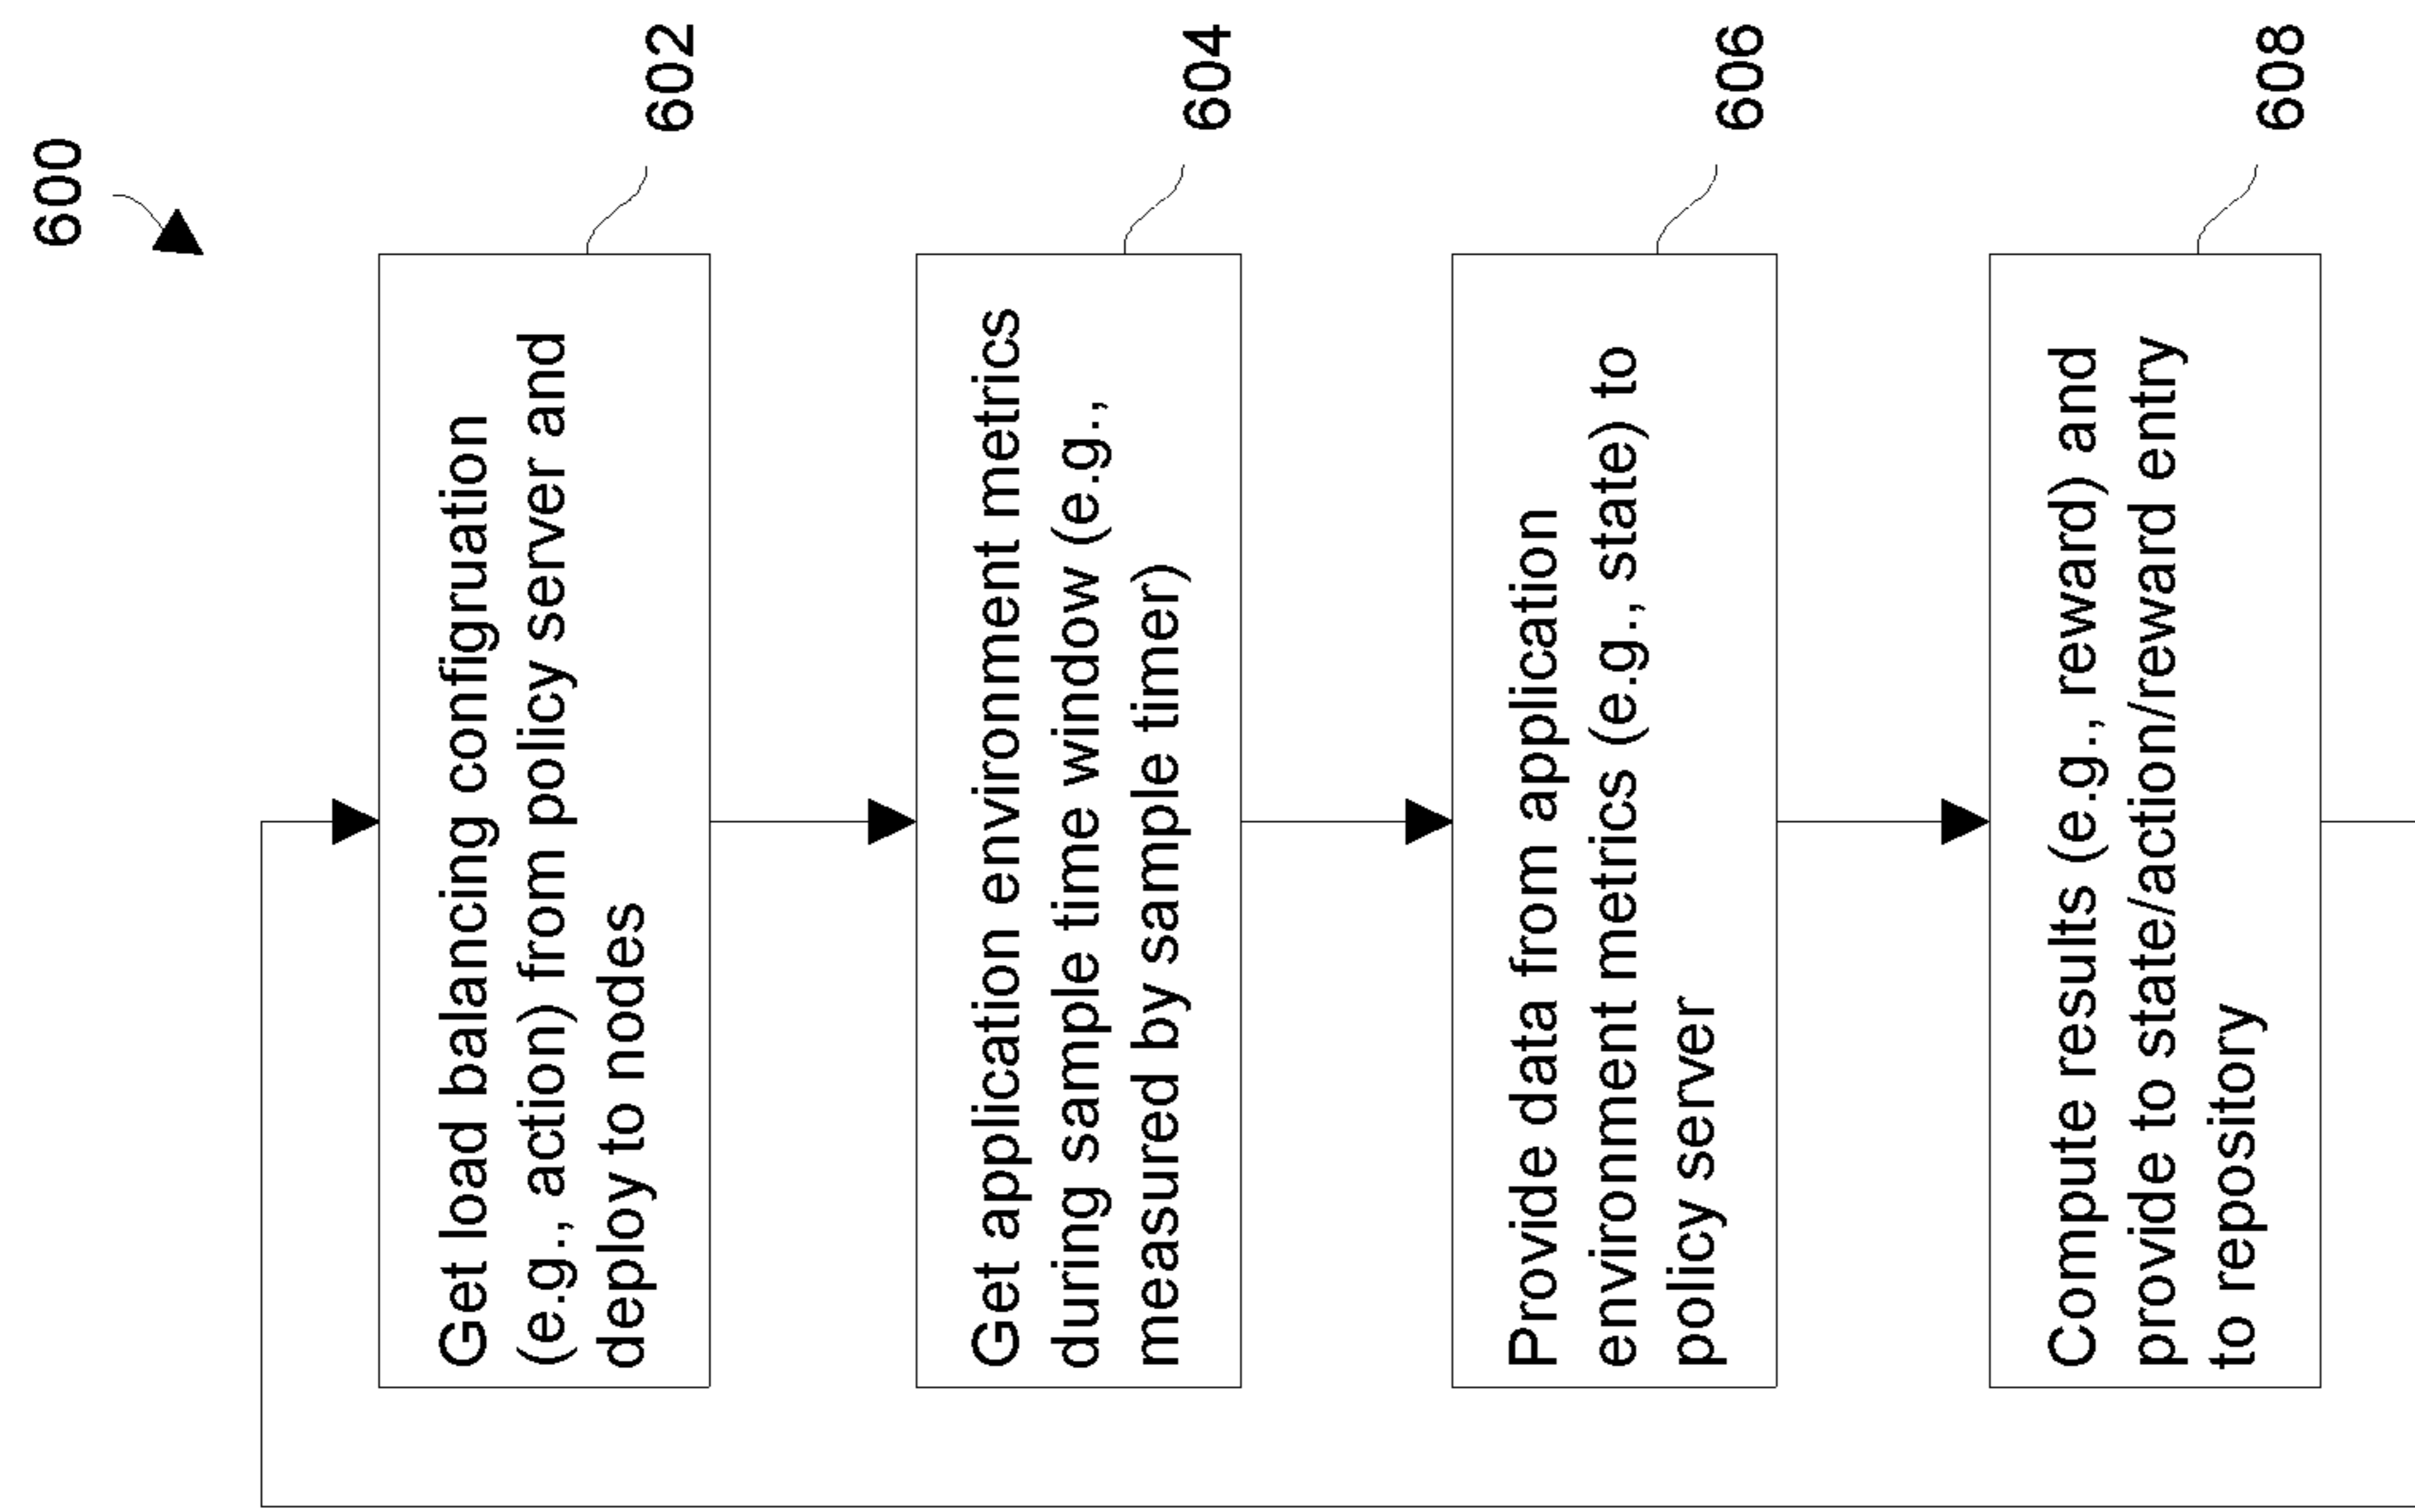 600
Get load balancing configruation
(e.g., action) from policy server and
deploy to nodes
602
Get application environment metrics
during sample time window (e.g.,
measured by sample timer)
604
Provide data from application
environment metrics (e.g., state) to
policy server
606
Compute results (e.g., reward) and
provide to state/action/reward entry
to repository
608